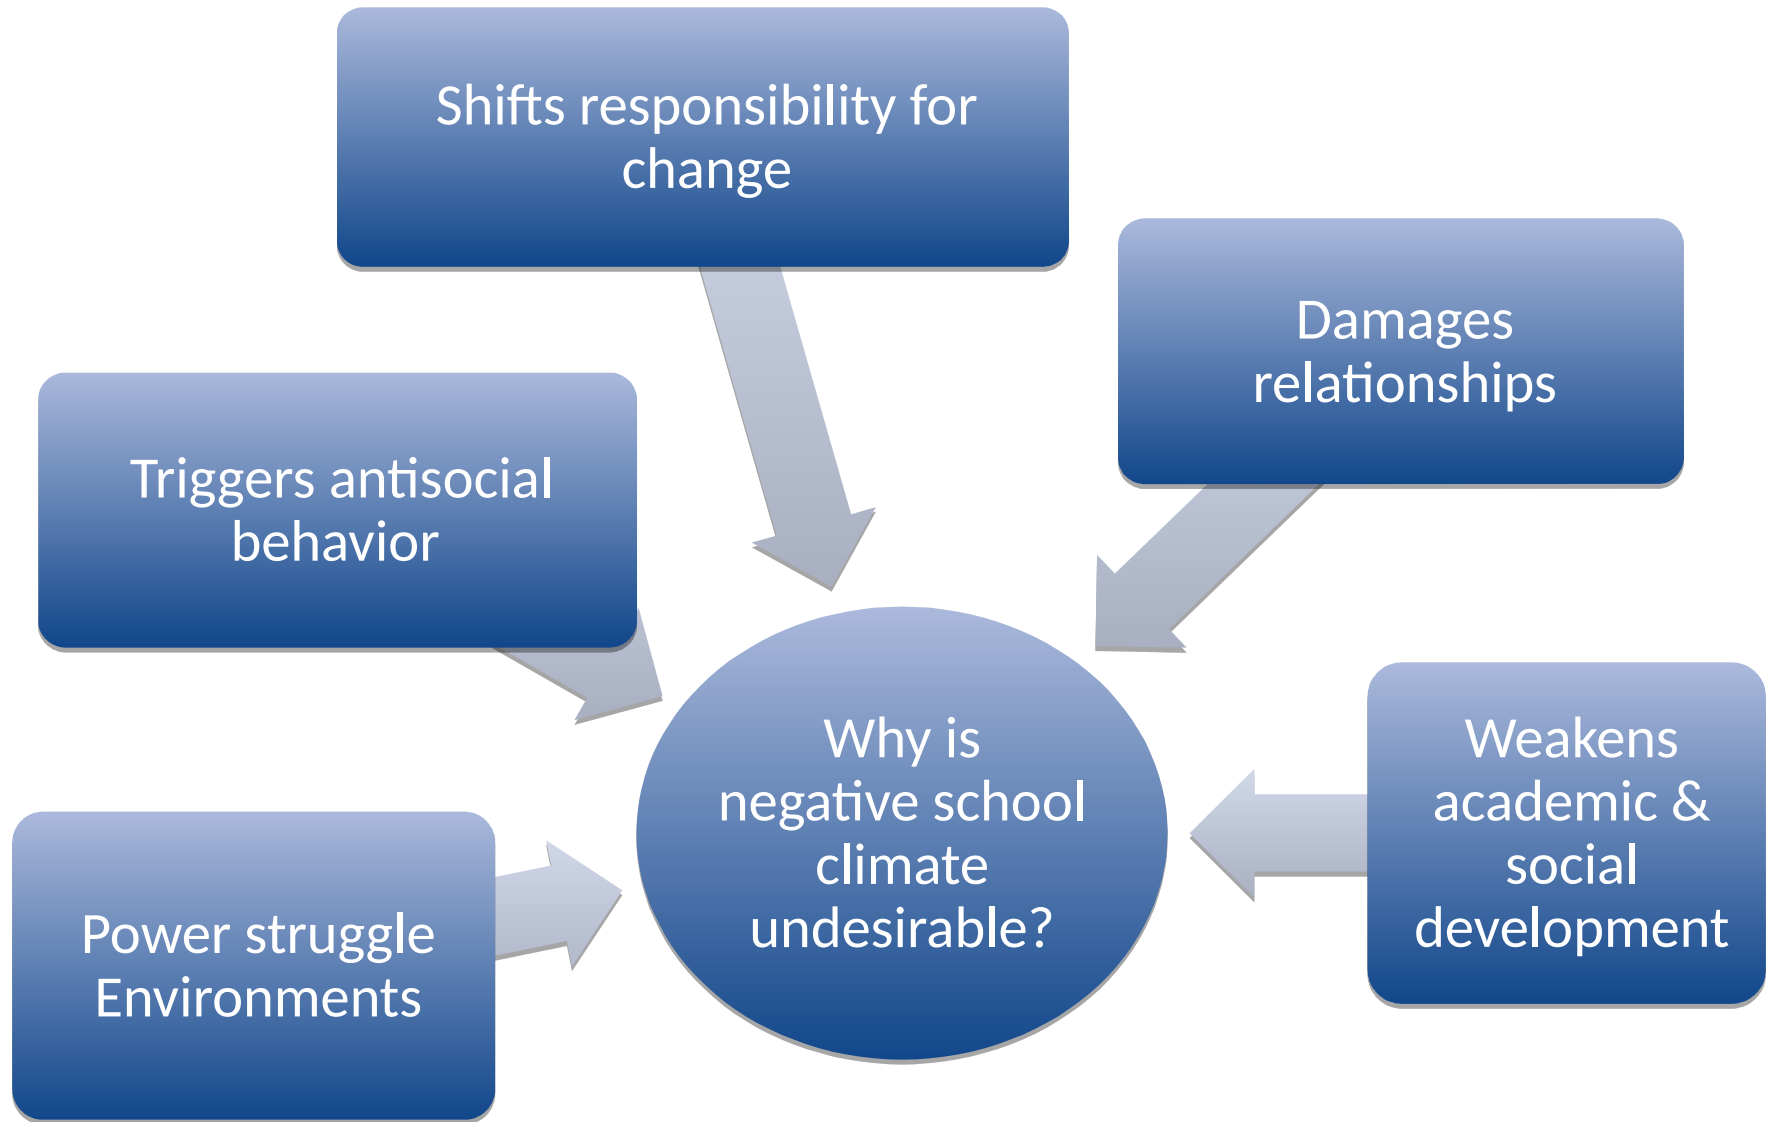 Shifts responsibility for
change
Damages
relationships
Triggers antisocial
behavior
Why is
negative school
climate
undesirable?
Weakens
academic &
social
development
Power struggle
Environments